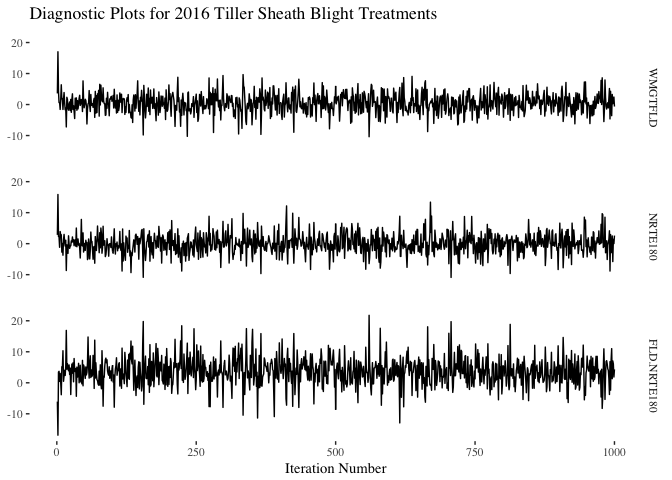 Diagnostic Plots for 2016 Tiller Sheath Blight Treatments
20
10
0
-10
WMGTFLD
20
10
0
-10
NRTE180
20
10
0
-10
FLD.NRTE180
0 250 500 750 1000
Iteration Number